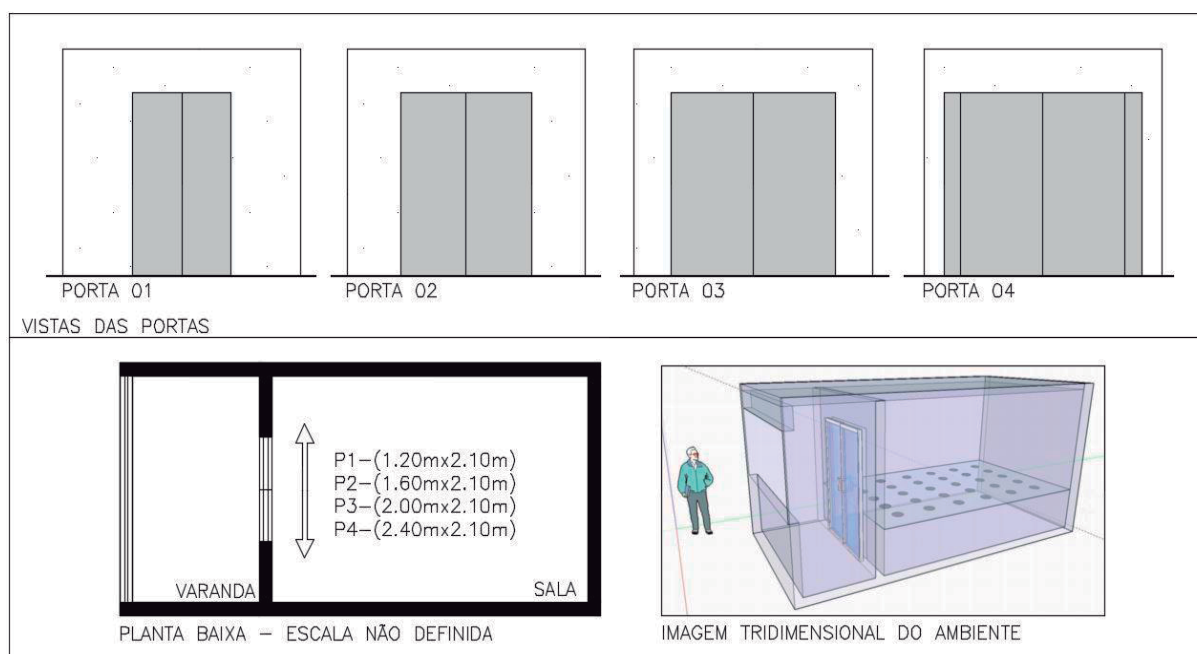 PORTA 01
PORTA 02
PORTA 03
PORTA 04
VISTAS DAS PORTAS
P1-(1.20mx2.10m)
P2-(1.60mx2.10m)
P3-(2.00mx2.10m)
P4-(2.40mx2.10m)
VARANDA
SALA
PLANTA BAIXA - ESCALA NÃO DEFINIDA
IMAGEM TRIDIMENSIONAL DO AMBIENTE